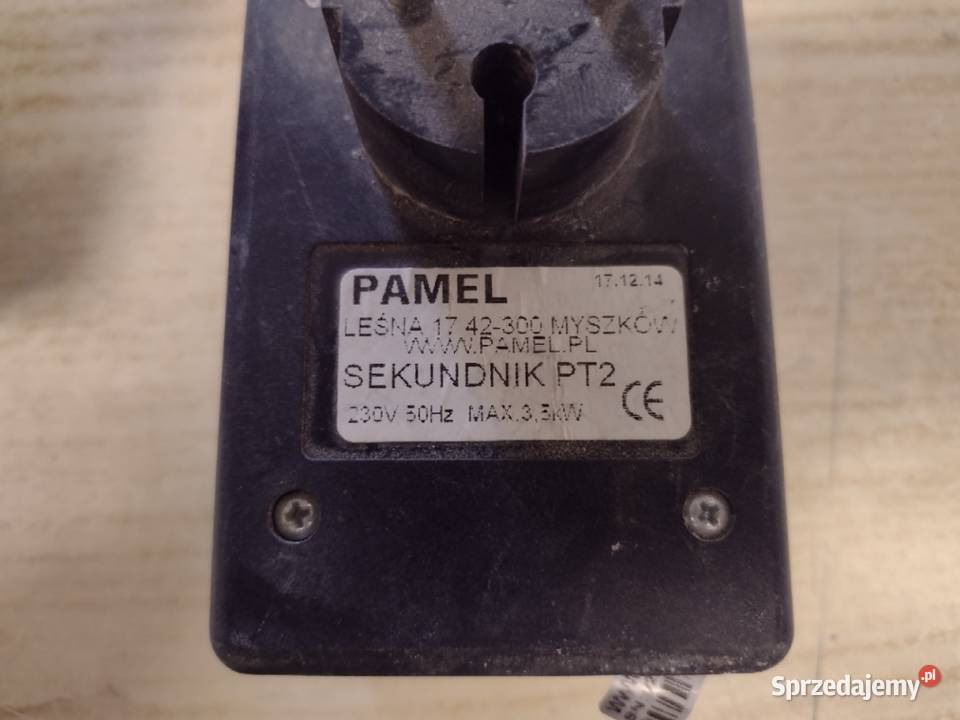 PAMEL 17.12.14
LEŚNA 17 42-300 MYSZKÓW
WWW.PAMEL.PL
SEKUNDNIK PT2
230V 50Hz MAX.3,5kW CE
Sprzedajemy.pl